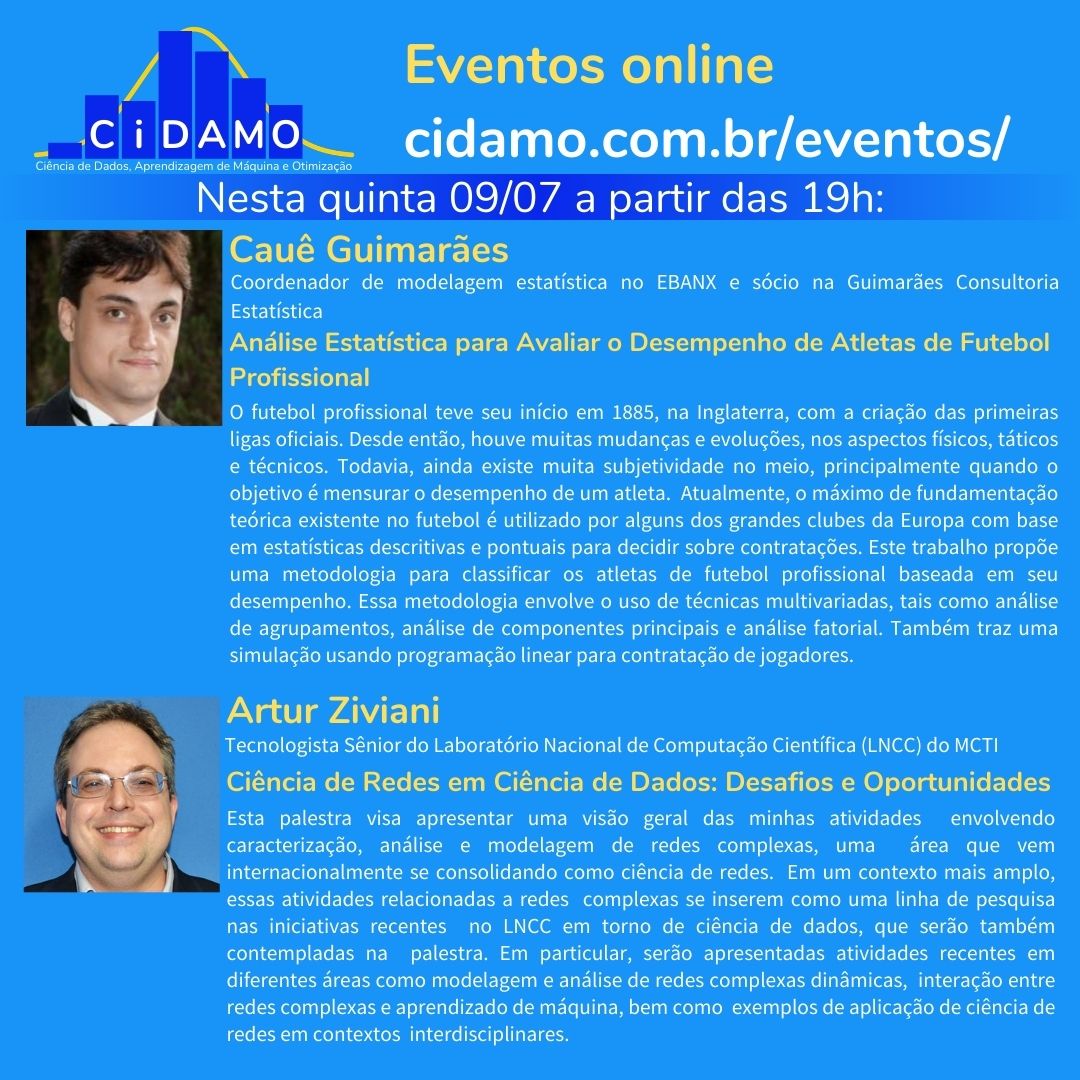 Eventos online
CiDAMO
Ciência de Dados, Aprendizagem de Máquina e Otimização
cidamo.com.br/eventos/
Nesta quinta 09/07 a partir das 19h:
Cauê Guimarães
Coordenador de modelagem estatística no EBANX e sócio na Guimarães Consultoria
Estatística
Análise Estatística para Avaliar o Desempenho de Atletas de Futebol
Profissional
O futebol profissional teve seu início em 1885, na Inglaterra, com a criação das primeiras
ligas oficiais. Desde então, houve muitas mudanças e evoluções, nos aspectos físicos, táticos
e técnicos. Todavia, ainda existe muita subjetividade no meio, principalmente quando o
objetivo é mensurar o desempenho de um atleta. Atualmente, o máximo de fundamentação
teórica existente no futebol é utilizado por alguns dos grandes clubes da Europa com base
em estatísticas descritivas e pontuais para decidir sobre contratações. Este trabalho propõe
uma metodologia para classificar os atletas de futebol profissional baseada em seu
desempenho. Essa metodologia envolve o uso de técnicas multivariadas, tais como análise
de agrupamentos, análise de componentes principais e análise fatorial. Também traz uma
simulação usando programação linear para contratação de jogadores.
Artur Ziviani
Tecnologista Sênior do Laboratório Nacional de Computação Científica (LNCC) do MCTI
Ciência de Redes em Ciência de Dados: Desafios e Oportunidades
Esta palestra visa apresentar uma visão geral das minhas atividades envolvendo
caracterização, análise e modelagem de redes complexas, uma área que vem
internacionalmente se consolidando como ciência de redes. Em um contexto mais amplo,
essas atividades relacionadas a redes complexas se inserem como uma linha de pesquisa
nas iniciativas recentes no LNCC em torno de ciência de dados, que serão também
contempladas na palestra. Em particular, serão apresentadas atividades recentes em
diferentes áreas como modelagem e análise de redes complexas dinâmicas, interação entre
redes complexas e aprendizado de máquina, bem como exemplos de aplicação de ciência de
redes em contextos interdisciplinares.